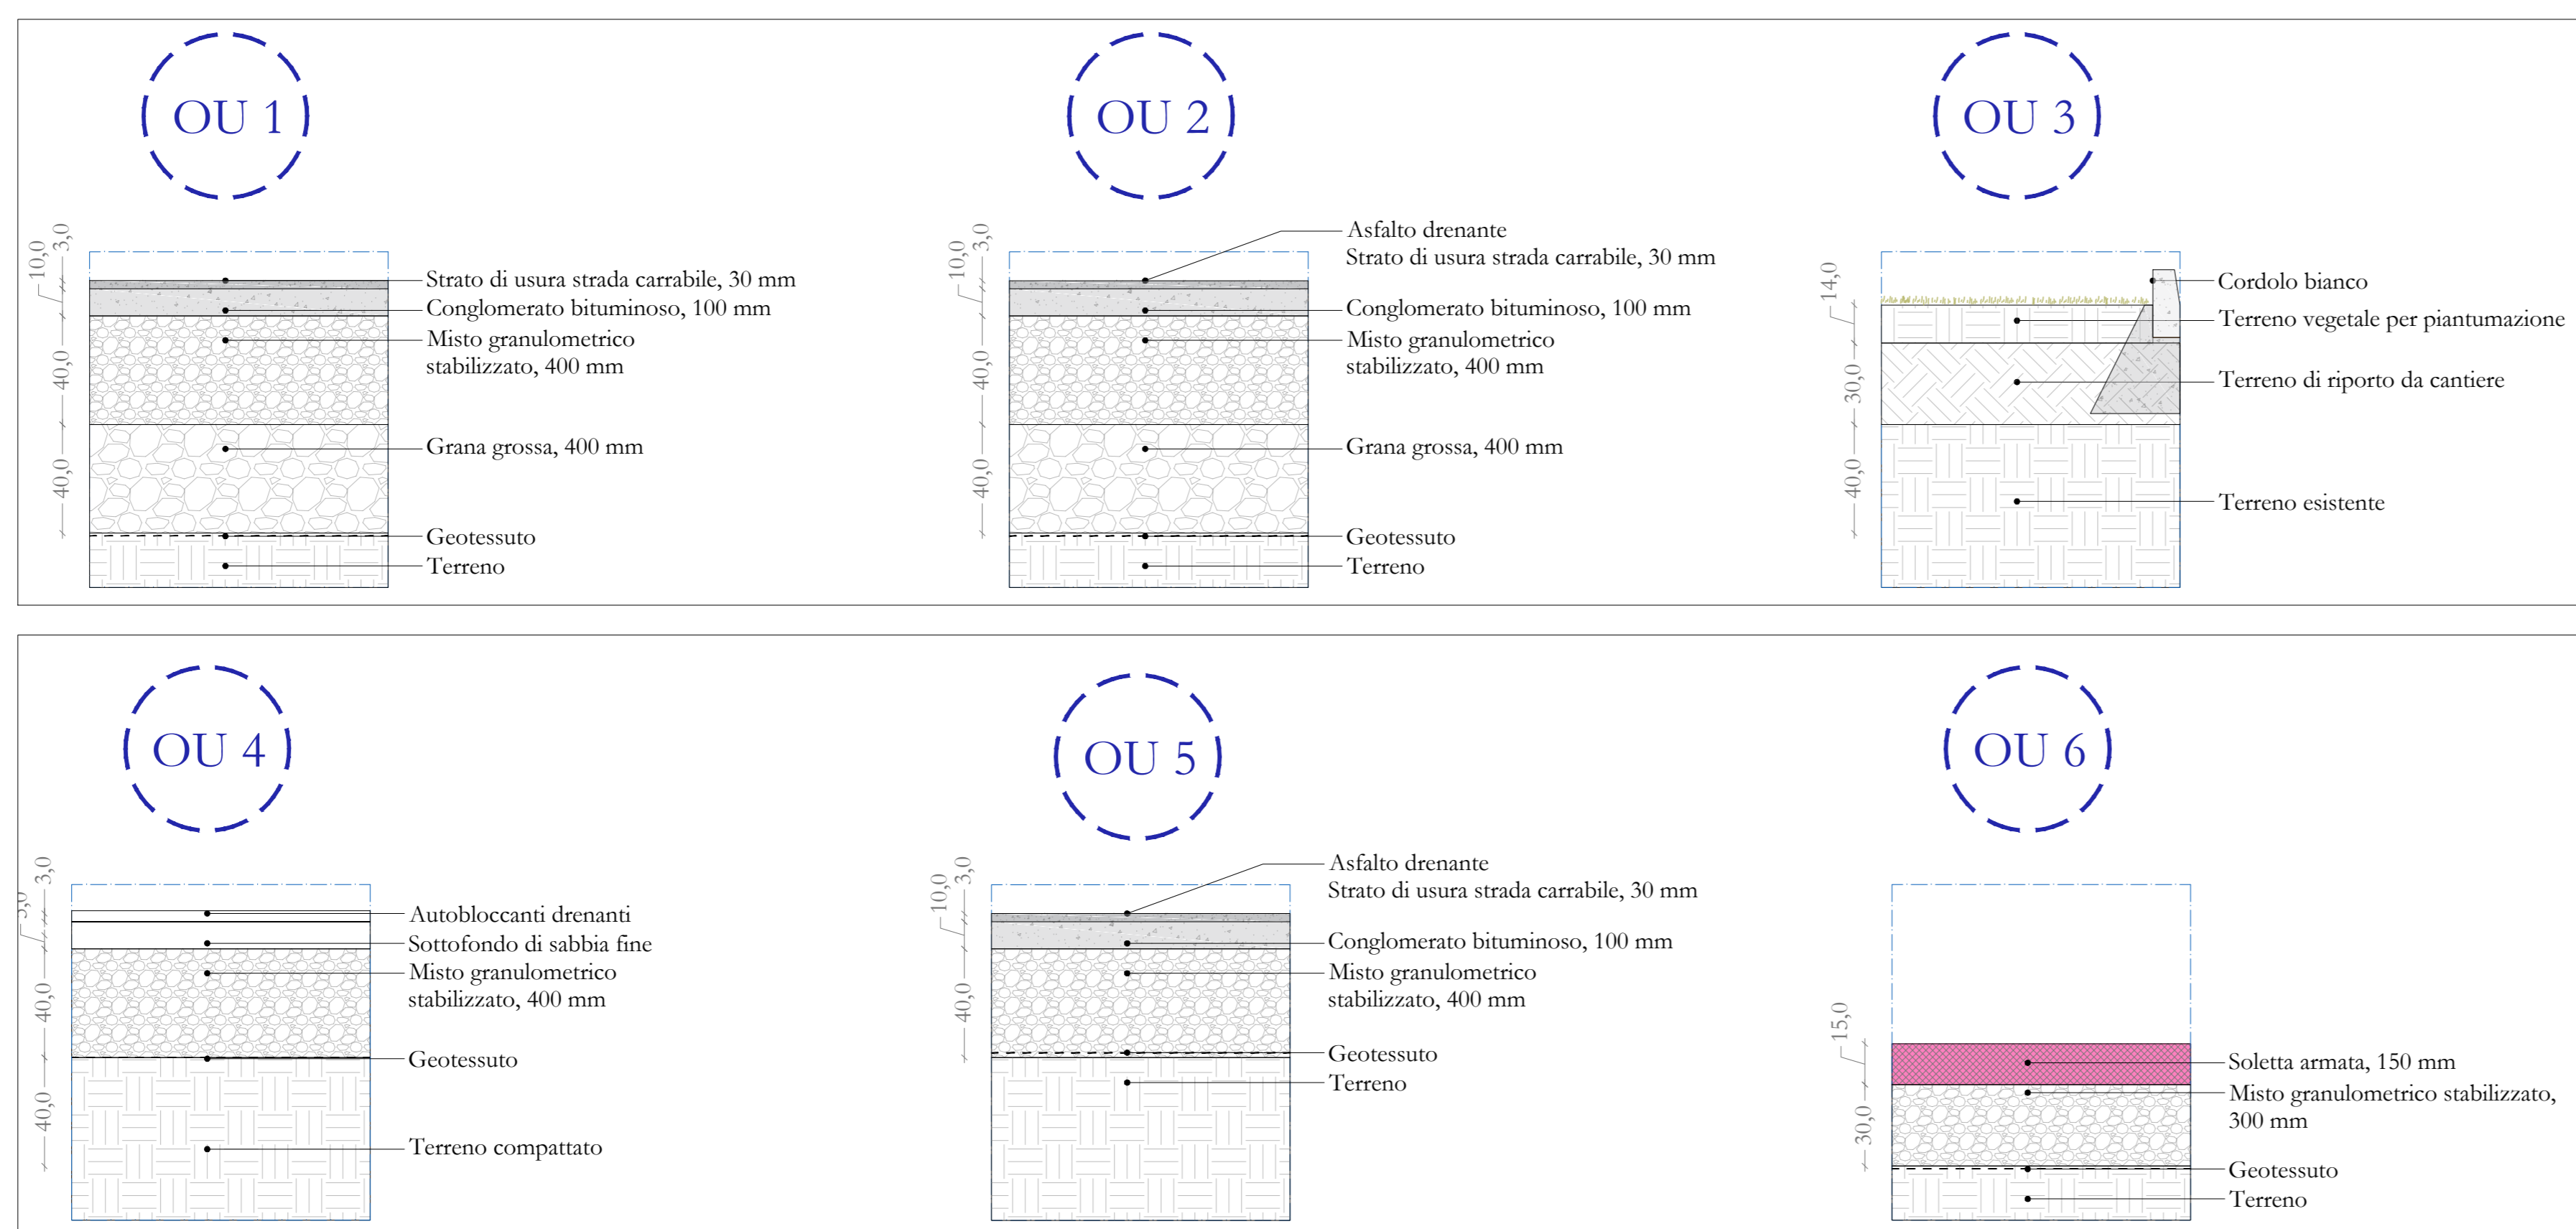 OU 1
3,0
10,0
40,0
40,0
Strato di usura strada carrabile, 30 mm
Conglomerato bituminoso, 100 mm
Misto granulometrico
stabilizzato, 400 mm
Grana grossa, 400 mm
Geotessuto
Terreno
OU 2
3,0
10,0
40,0
40,0
Asfalto drenante
Strato di usura strada carrabile, 30 mm
Conglomerato bituminoso, 100 mm
Misto granulometrico
stabilizzato, 400 mm
Grana grossa, 400 mm
Geotessuto
Terreno
OU 3
14,0
30,0
40,0
Cordolo bianco
Terreno vegetale per piantumazione
Terreno di riporto da cantiere
Terreno esistente
OU 4
3,0
40,0
40,0
Autobloccanti drenanti
Sottofondo di sabbia fine
Misto granulometrico
stabilizzato, 400 mm
Geotessuto
Terreno compattato
OU 5
3,0
10,0
40,0
Asfalto drenante
Strato di usura strada carrabile, 30 mm
Conglomerato bituminoso, 100 mm
Misto granulometrico
stabilizzato, 400 mm
Geotessuto
Terreno
OU 6
15,0
30,0
Soletta armata, 150 mm
Misto granulometrico stabilizzato,
300 mm
Geotessuto
Terreno